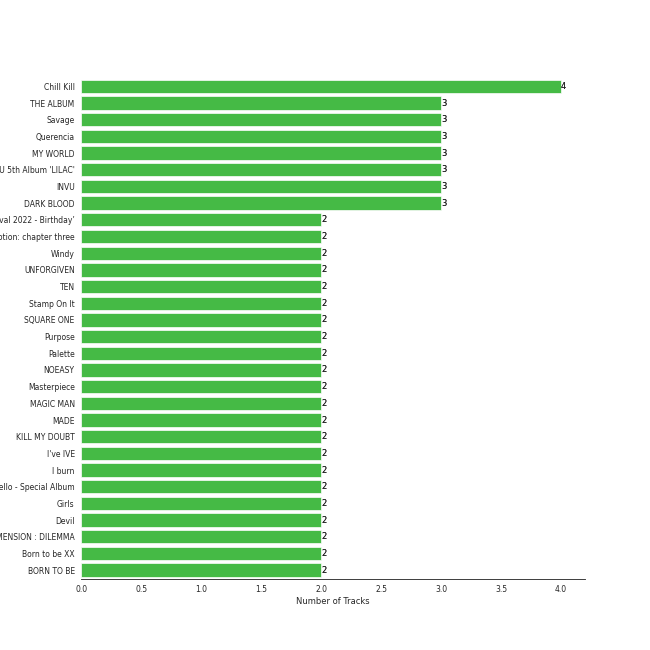 Chill Kill 4
THE ALBUM 3
Savage 3
Querencia 3
MY WORLD 3
U 5th Album 'LILAC' 3
INVU 3
DARK BLOOD 3
2022 - Birthday' 2
chapter three 2
Windy 2
UNFORGIVEN 2
TEN 2
Stamp On It 2
SQUARE ONE 2
Purpose 2
Palette 2
NOEASY 2
Masterpiece 2
MAGIC MAN 2
MADE 2
KILL MY DOUBT 2
I've IVE 2
I burn 2
- Special Album 2
Girls 2
Devil 2
: DILEMMA 2
Born to be XX 2
BORN TO BE 2
0.0 0.5 1.0 1.5 2.0 2.5 3.0 3.5 4.0
Number of Tracks